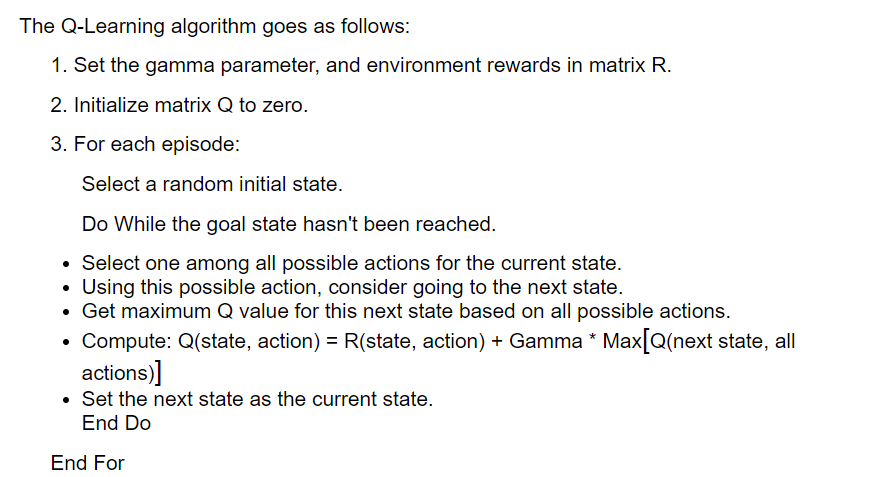 The Q-Learning algorithm goes as follows:
1. Set the gamma parameter, and environment rewards in matrix R.
2. Initialize matrix Q to zero.
3. For each episode:
Select a random initial state.
Do While the goal state hasn't been reached.
• Select one among all possible actions for the current state.
• Using this possible action, consider going to the next state.
• Get maximum Q value for this next state based on all possible actions.
• Compute: Q(state, action) = R(state, action) + Gamma * Max[Q(next state, all
actions)]
• Set the next state as the current state.
End Do
End For